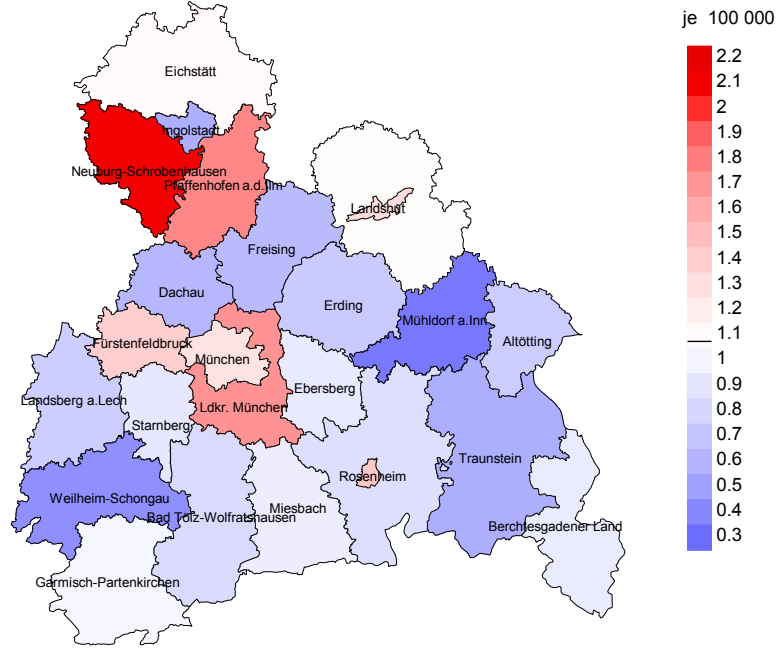 je 100 000
2.2
2.1
2
1.9
1.8
1.7
1.6
1.5
1.4
1.3
1.2
1.1
1
0.9
0.8
0.7
0.6
0.5
0.4
0.3
Eichstätt
Ingolstadt
Neuburg-Schrobenhausen
Pfaffenhofen a.d.Ilm
Landshut
Freising
Dachau
Erding
Mühldorf a.Inn
Altötting
Fürstenfeldbruck
München
Ebersberg
Landsberg a.Lech
Ldkr. München
Starnberg
Traunstein
Rosenheim
Weilheim-Schongau
Miesbach
Bad Tölz-Wolfratshausen
Berchtesgadener Land
Garmisch-Partenkirchen